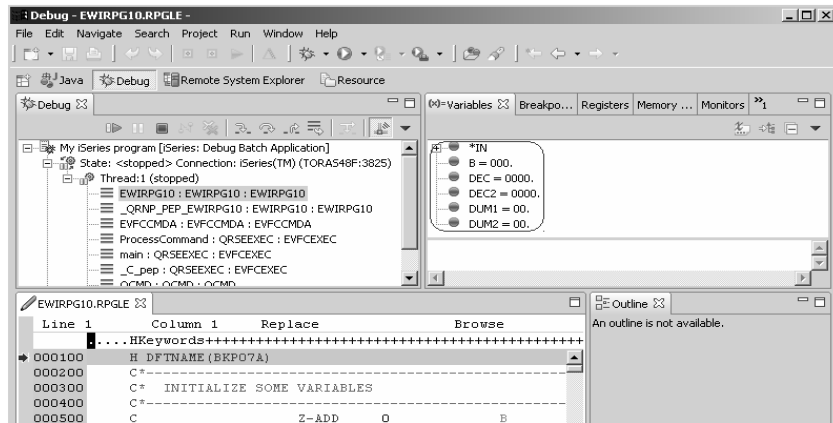 Debug - EWIRPG10.RPGLE -
File Edit Navigate Search Project Run Window Help
Java Debug Remote System Explorer Resource
Debug
My iSeries program [iSeries: Debug Batch Application]
State: <stopped> Connection: iSeries(TM) (TORAS48F:3825)
Thread:1 (stopped)
EWIRPG10 : EWIRPG10 : EWIRPG10
_QRNP_PEP_EWIRPG10 : EWIRPG10 : EWIRPG10
EVFCCMDA : EVFCCMDA : EVFCCMDA
ProcessCommand : QRSEEXEC : EVFCEXEC
main : QRSEEXEC : EVFCEXEC
_C_pep : QRSEEXEC : EVFCEXEC
QCMD : QCMD : QCMD
(x)= Variables Breakpo... Registers Memory ... Monitors »1
*IN
B = 000.
DEC = 0000.
DEC2 = 0000.
DUM1 = 00.
DUM2 = 00.
EWIRPG10.RPGLE
Line 1 Column 1 Replace Browse
.....HKeywords++++++++++++++++++++++++++++++++++++++++++++++++
000100 H DFTNAME(BKP07A)
000200 C*----------------------------------------------------------
000300 C* INITIALIZE SOME VARIABLES
000400 C*----------------------------------------------------------
000500 C Z-ADD 0 B
Outline
An outline is not available.